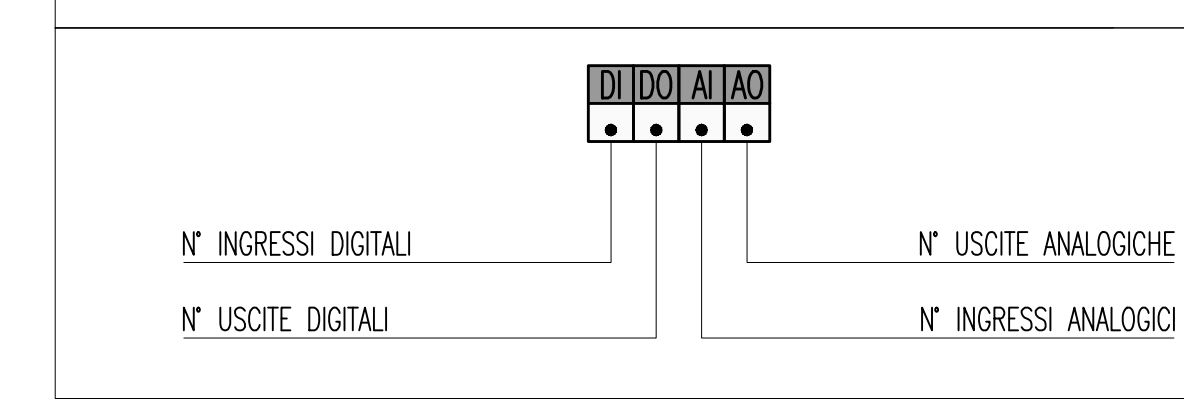 DI DO AI AO
N° INGRESSI DIGITALI
N° USCITE ANALOGICHE
N° USCITE DIGITALI
N° INGRESSI ANALOGICI